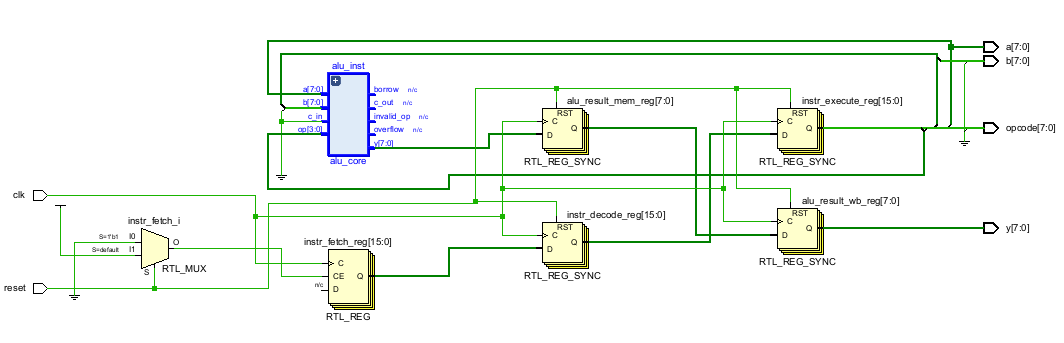 a[7:0]
b[7:0]
alu_inst
a[7:0] borrow n/c
b[7:0] c_out n/c
c_in invalid_op n/c
op[3:0] overflow n/c
y[7:0]
alu_core
alu_result_mem_reg[7:0]
RST
C
D Q
RTL_REG_SYNC
instr_execute_reg[15:0]
RST
C
D Q
RTL_REG_SYNC
opcode[7:0]
clk
instr_fetch_i
S=1'b1 I0
S=default I1
O
S
RTL_MUX
reset
instr_fetch_reg[15:0]
C
CE Q
n/c D
RTL_REG
instr_decode_reg[15:0]
RST
C
D Q
RTL_REG_SYNC
alu_result_wb_reg[7:0]
RST
C
D Q
RTL_REG_SYNC
y[7:0]